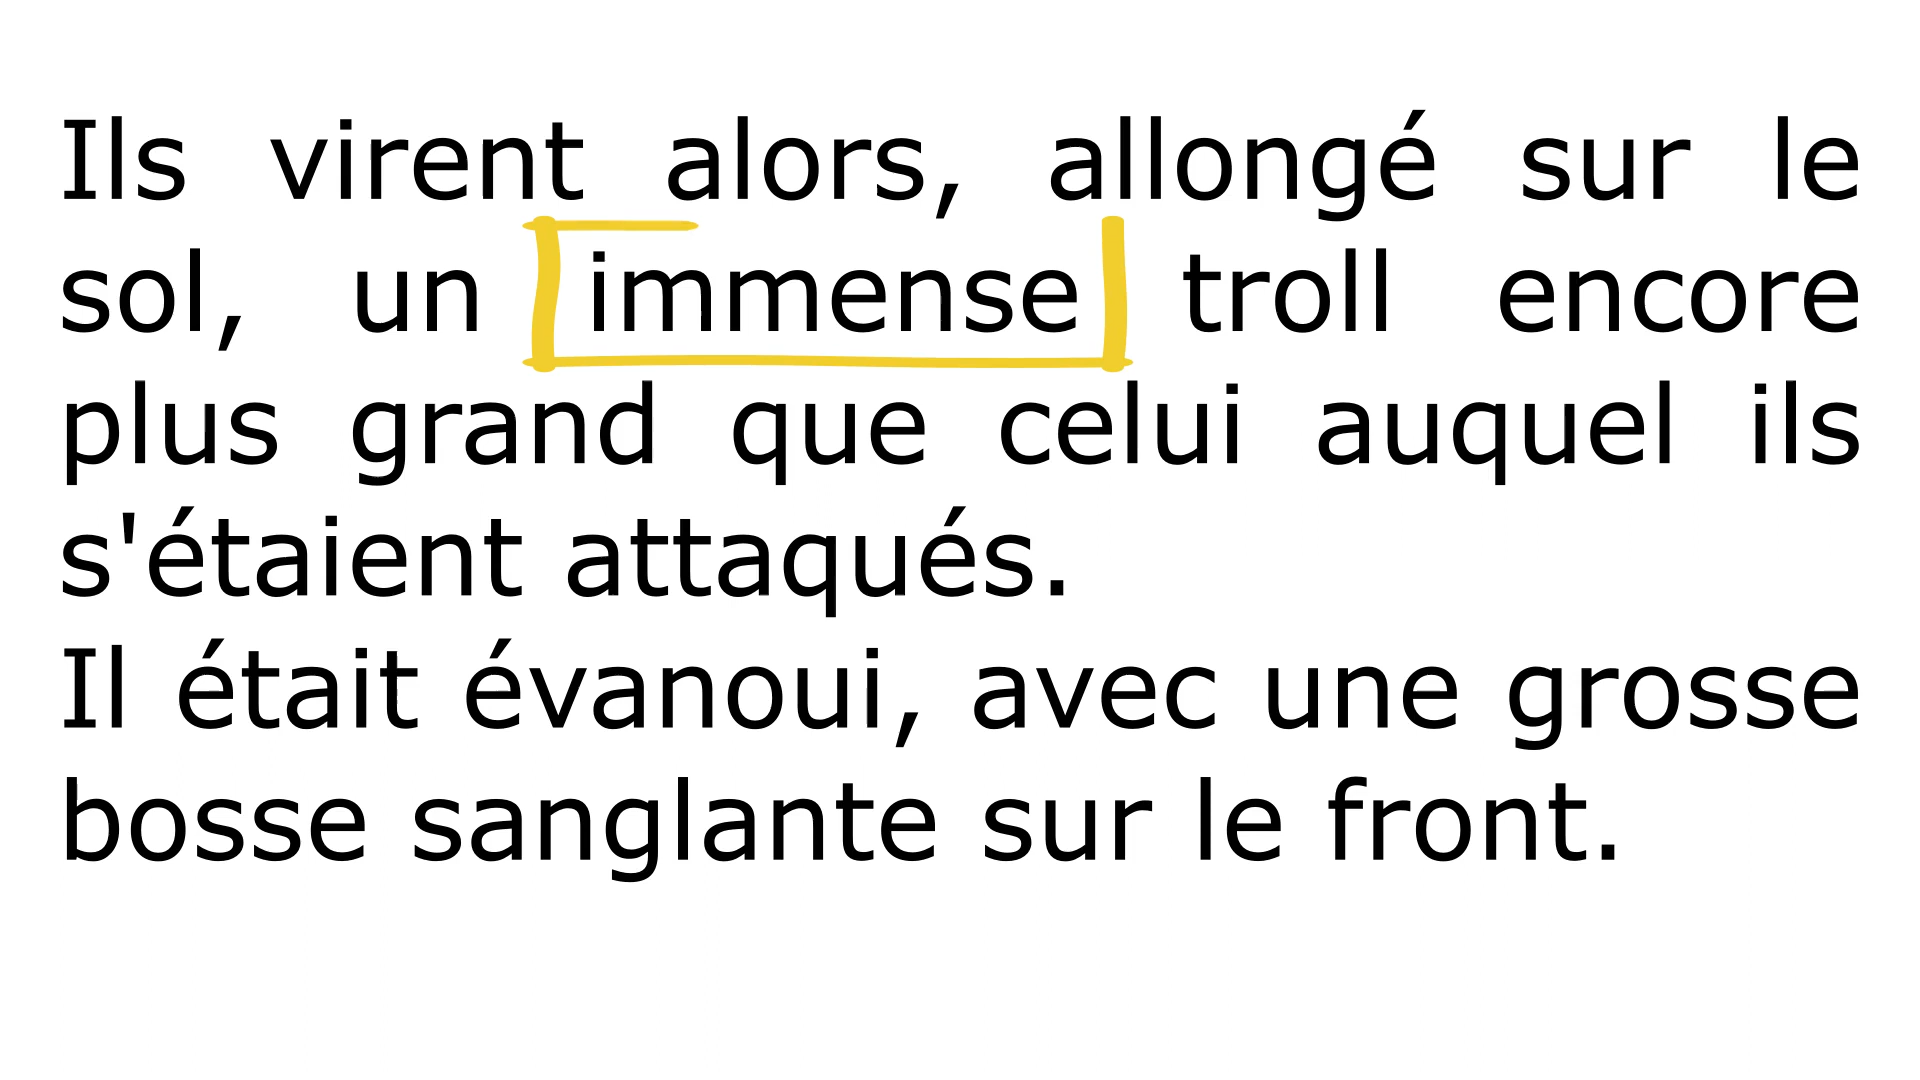 Ils virent alors, allongé sur le
sol, un immense troll encore
plus grand que celui auquel ils
s'étaient attaqués.
Il était évanoui, avec une grosse
bosse sanglante sur le front.